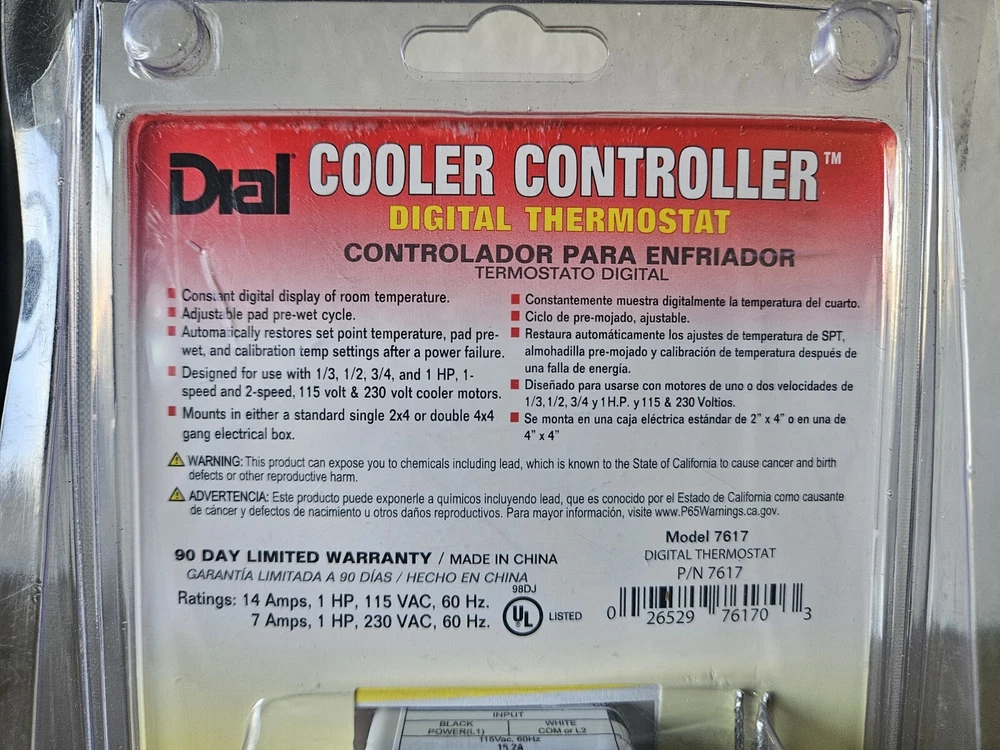 Dial COOLER CONTROLLER™
DIGITAL THERMOSTAT
CONTROLADOR PARA ENFRIADOR
TERMOSTATO DIGITAL
Constant digital display of room temperature.
Adjustable pad pre-wet cycle.
Automatically restores set point temperature, pad pre-
wet, and calibration temp settings after a power failure.
Designed for use with 1/3, 1/2, 3/4, and 1 HP, 1-
speed and 2-speed, 115 volt & 230 volt cooler motors.
Mounts in either a standard single 2x4 or double 4x4
gang electrical box.
Constantemente muestra digitalmente la temperatura del cuarto.
Ciclo de pre-mojado, ajustable.
Restaura automáticamente los ajustes de temperatura de SPT,
almohadilla pre-mojado y calibración de temperatura después de
una falla de energía.
Diseñado para usarse con motores de uno o dos velocidades de
1/3, 1/2, 3/4 y 1 H.P. y 115 & 230 Voltios.
Se monta en una caja eléctrica estándar de 2" x 4" o en una de
4" x 4"
WARNING: This product can expose you to chemicals including lead, which is known to the State of California to cause cancer and birth
defects or other reproductive harm.
ADVERTENCIA: Este producto puede exponerle a químicos incluyendo lead, que es conocido por el Estado de California como causante
de cáncer y defectos de nacimiento u otros daños reproductivos. Para mayor información, visite www.P65Warnings.ca.gov.
90 DAY LIMITED WARRANTY / MADE IN CHINA
GARANTÍA LIMITADA A 90 DÍAS / HECHO EN CHINA
Ratings: 14 Amps, 1 HP, 115 VAC, 60 Hz.
7 Amps, 1 HP, 230 VAC, 60 Hz.
98DJ
UL LISTED
Model 7617
DIGITAL THERMOSTAT
P/N 7617
0 26529 76170 3
INPUT
BLACK
POWER(L1)
WHITE
COM or L2
115Vac, 60Hz
15.2A